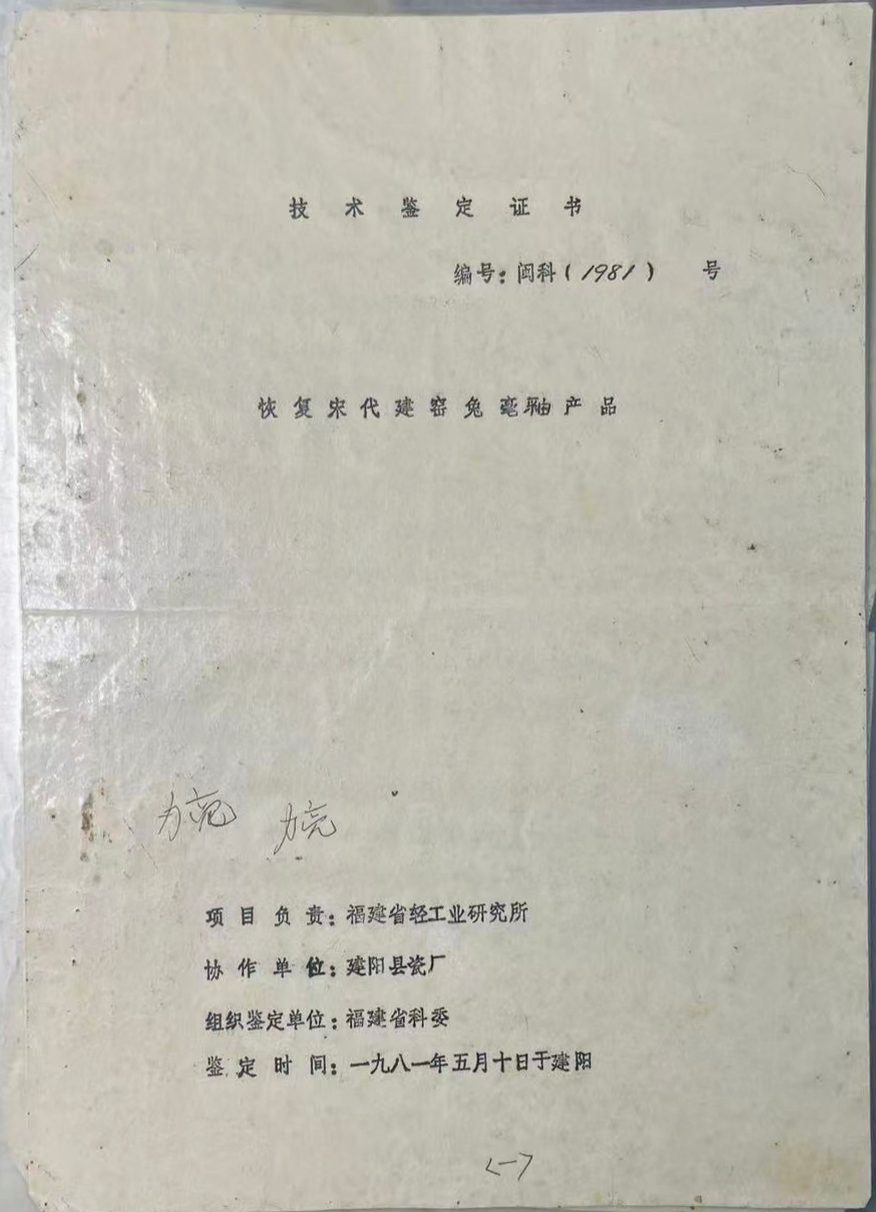 技术鉴定证书
编号：闽科（1981） 号
恢复宋代建窑兔毫釉产品
项目负责：福建省轻工业研究所
协作单位：建阳县瓷厂
组织鉴定单位：福建省科委
鉴定时间：一九八一年五月十日于建阳
<一>